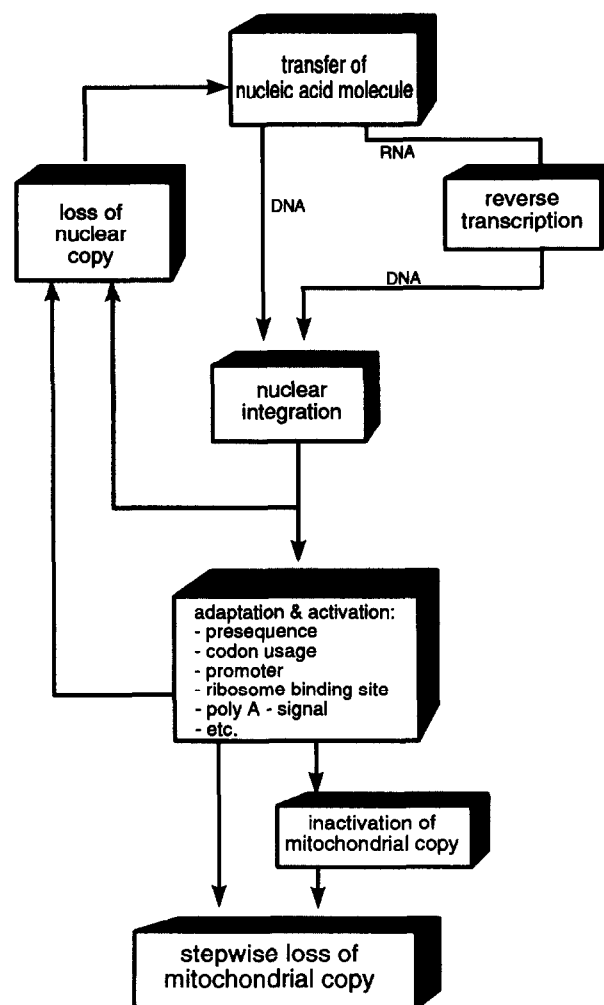 transfer of
nucleic acid molecule
RNA
reverse
transcription
loss of
nuclear
copy
DNA
DNA
nuclear
integration
adaptation & activation:
- presequence
- codon usage
- promoter
- ribosome binding site
- poly A - signal
- etc.
inactivation of
mitochondrial copy
stepwise loss of
mitochondrial copy